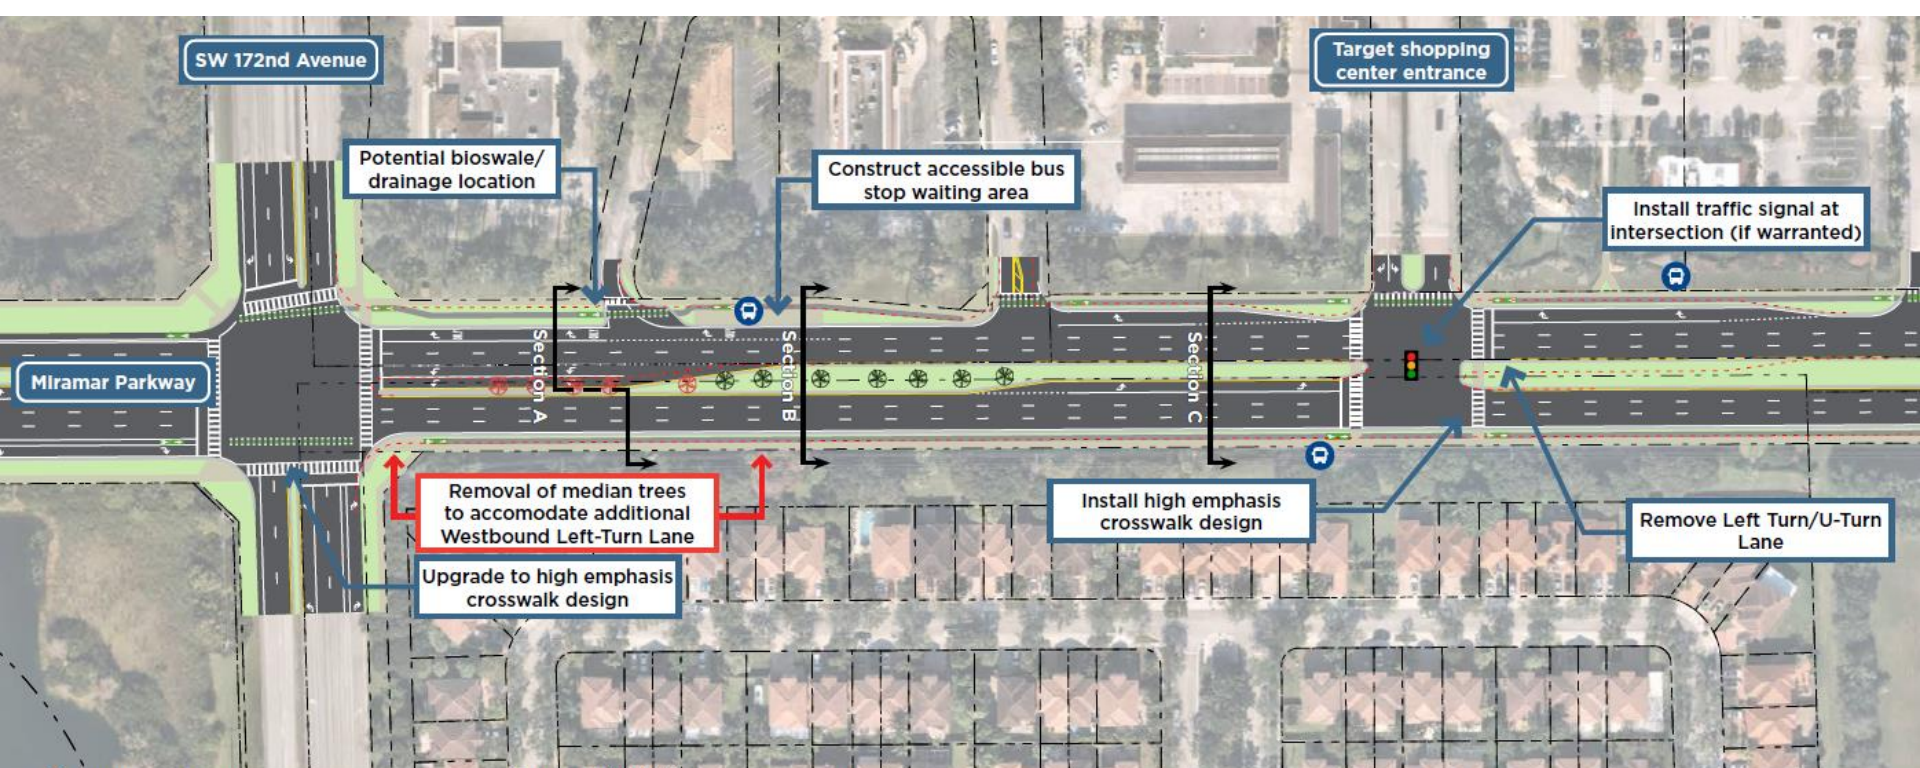 SW 172nd Avenue
Target shopping
center entrance
Potential bioswale/
drainage location
Construct accessible bus
stop waiting area
Install traffic signal at
intersection (if warranted)
Miramar Parkway
Section A
Section B
Section C
Removal of median trees
to accomodate additional
Westbound Left-Turn Lane
Install high emphasis
crosswalk design
Remove Left Turn/U-Turn
Lane
Upgrade to high emphasis
crosswalk design